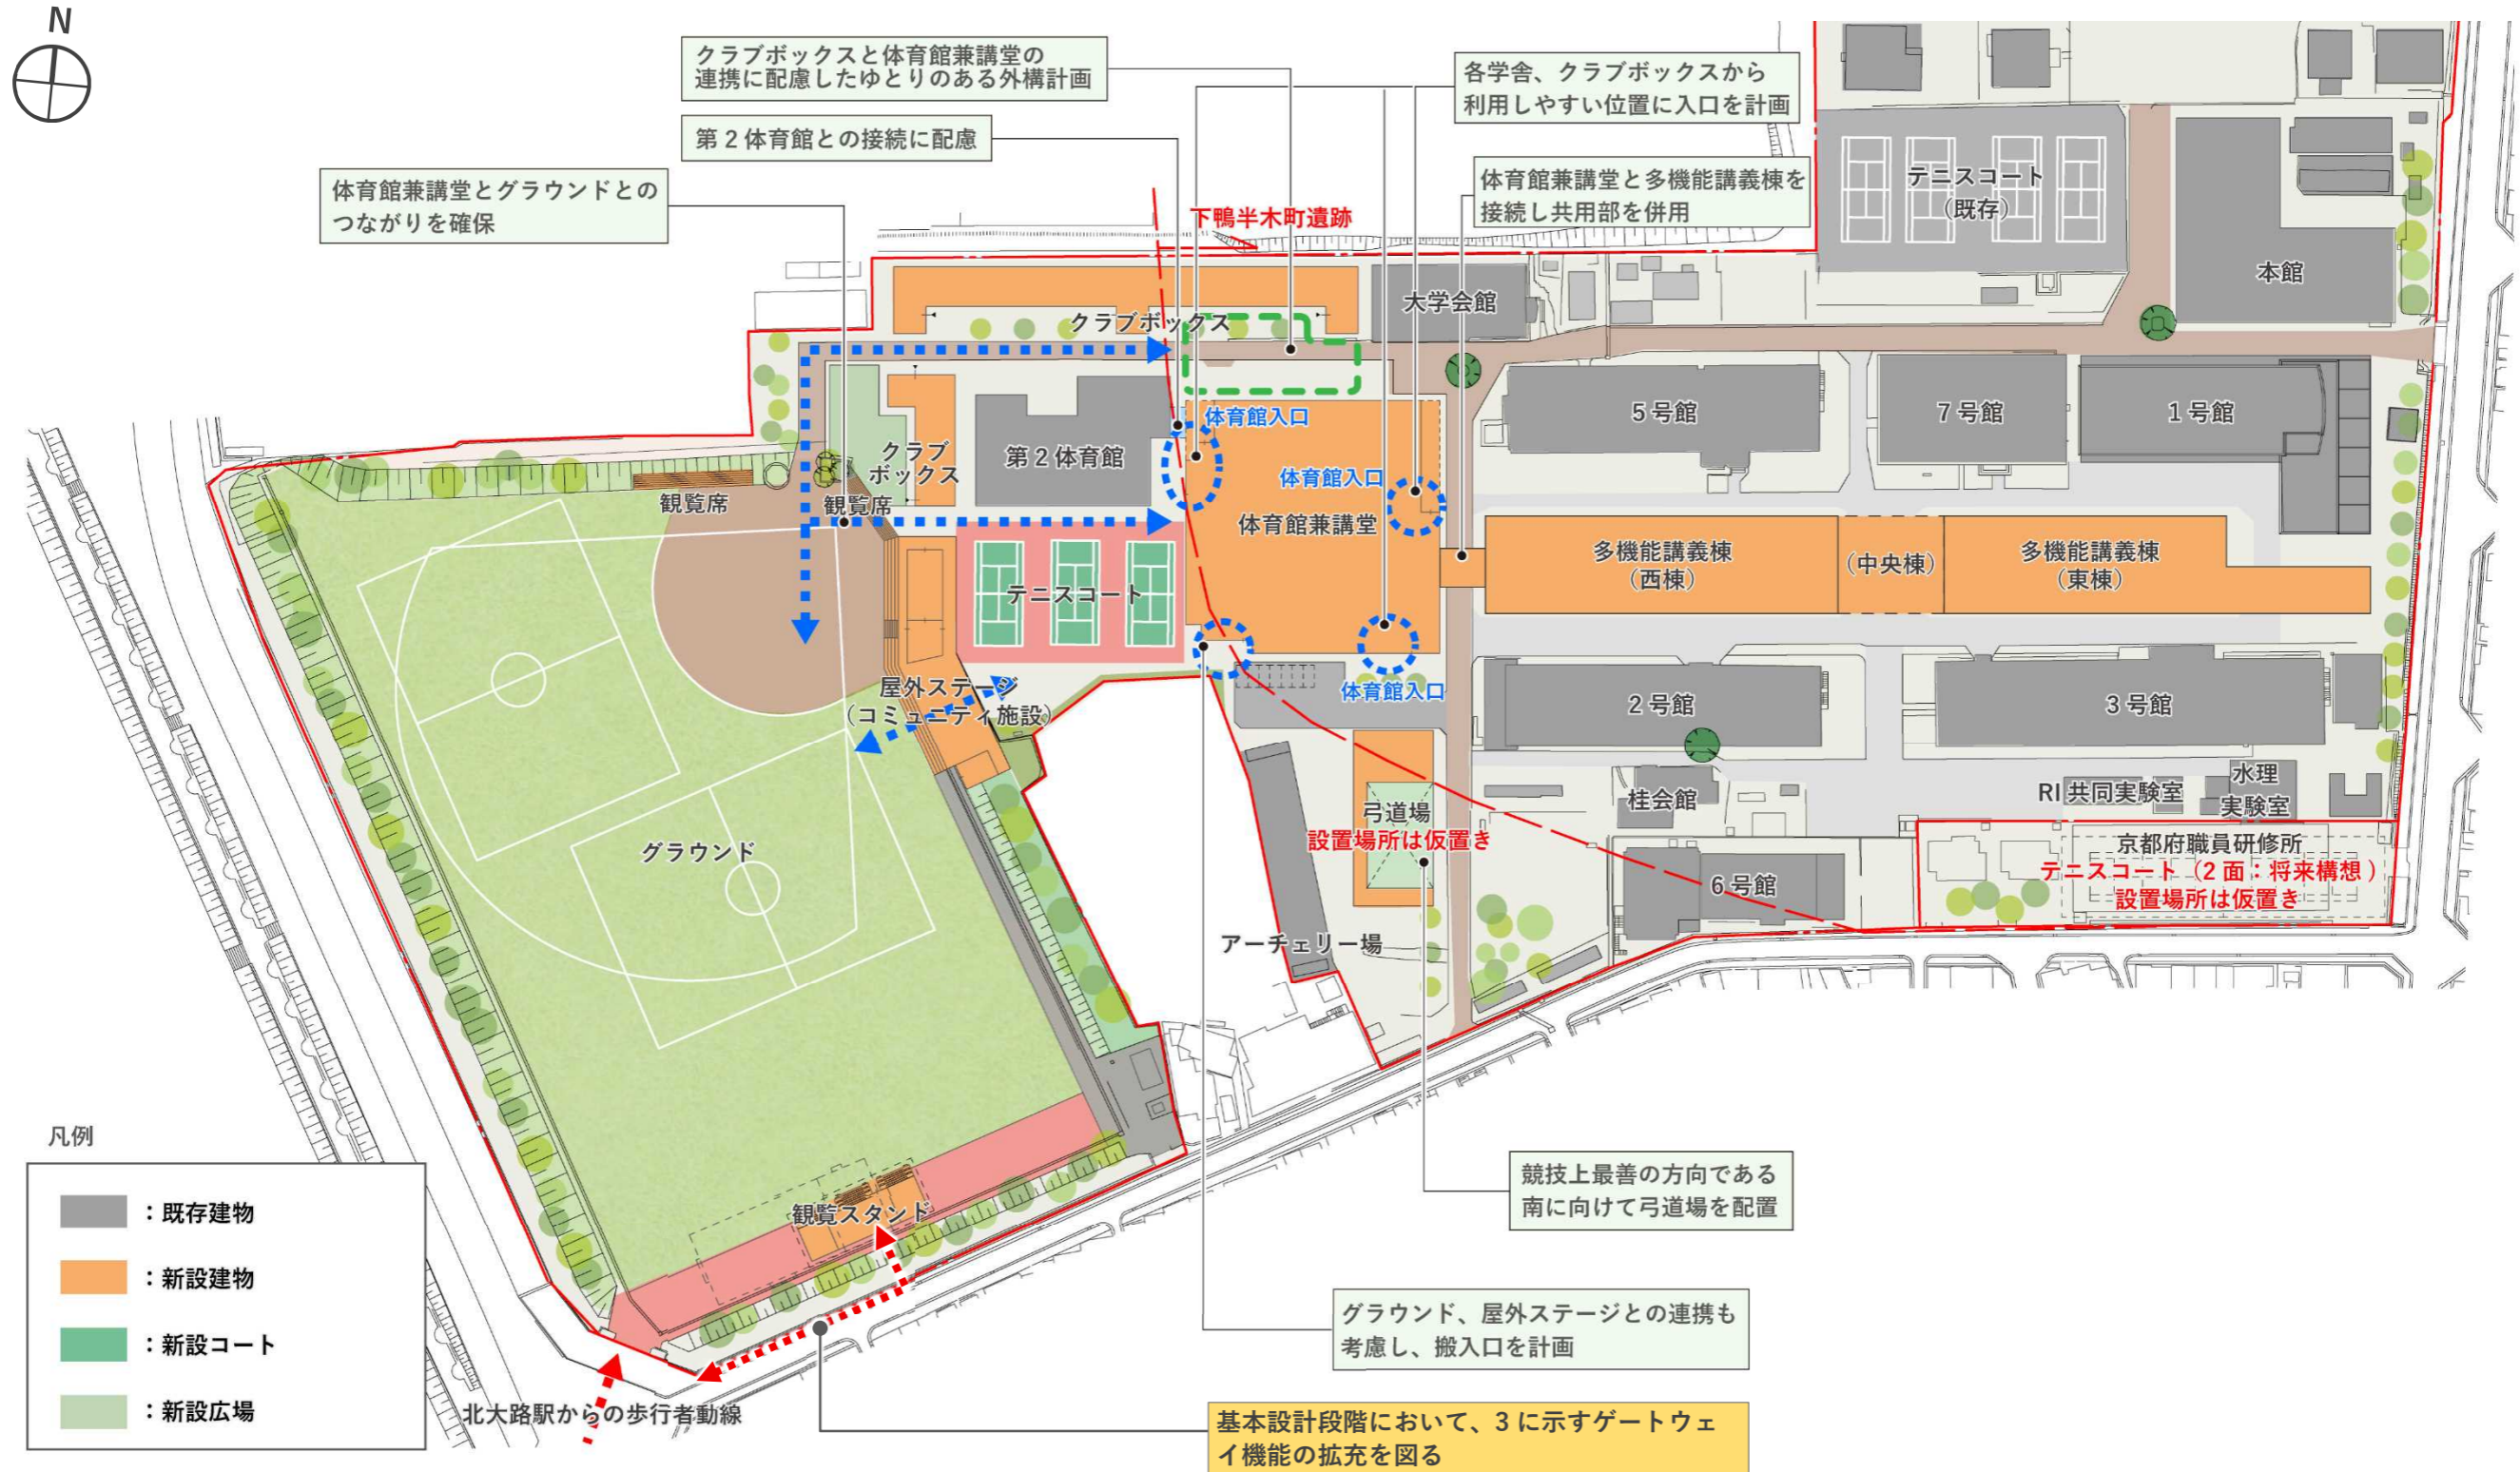 N
クラブボックスと体育館兼講堂の
連携に配慮したゆとりのある外構計画
各学舎、クラブボックスから
利用しやすい位置に入口を計画
第２体育館との接続に配慮
体育館兼講堂とグラウンドとの
つながりを確保
体育館兼講堂と多機能講義棟を
接続し共用部を併用
下鴨半木町遺跡
テニスコート
（既存）
本館
大学会館
クラブボックス
体育館入口
5号館
7号館
1号館
クラブ
ボックス
第２体育館
体育館入口
観覧席
観覧席
体育館兼講堂
多機能講義棟
（西棟）
（中央棟）
多機能講義棟
（東棟）
テニスコート
屋外ステージ
（コミュニティ施設）
体育館入口
2号館
3号館
グラウンド
弓道場
設置場所は仮置き
桂会館
RI共同実験室
水理
実験室
京都府職員研修所
テニスコート（2面：将来構想）
設置場所は仮置き
6号館
アーチェリー場
凡例
：既存建物
：新設建物
：新設コート
：新設広場
観覧スタンド
競技上最善の方向である
南に向けて弓道場を配置
グラウンド、屋外ステージとの連携も
考慮し、搬入口を計画
北大路駅からの歩行者動線
基本設計段階において、3に示すゲートウェ
イ機能の拡充を図る